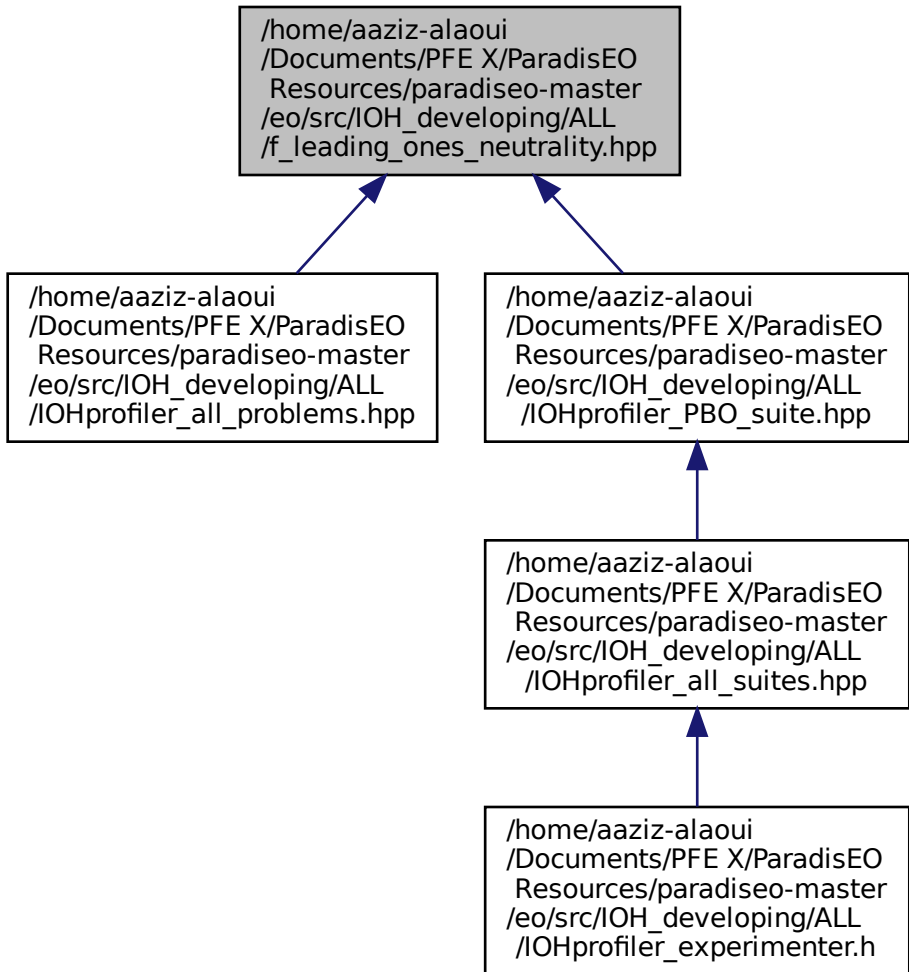 /home/aaziz-alaoui
/Documents/PFE X/ParadisEO
Resources/paradiseo-master
/eo/src/IOH_developing/ALL
/f_leading_ones_neutrality.hpp
/home/aaziz-alaoui
/Documents/PFE X/ParadisEO
Resources/paradiseo-master
/eo/src/IOH_developing/ALL
/IOHprofiler_all_problems.hpp
/home/aaziz-alaoui
/Documents/PFE X/ParadisEO
Resources/paradiseo-master
/eo/src/IOH_developing/ALL
/IOHprofiler_PBO_suite.hpp
/home/aaziz-alaoui
/Documents/PFE X/ParadisEO
Resources/paradiseo-master
/eo/src/IOH_developing/ALL
/IOHprofiler_all_suites.hpp
/home/aaziz-alaoui
/Documents/PFE X/ParadisEO
Resources/paradiseo-master
/eo/src/IOH_developing/ALL
/IOHprofiler_experimenter.h